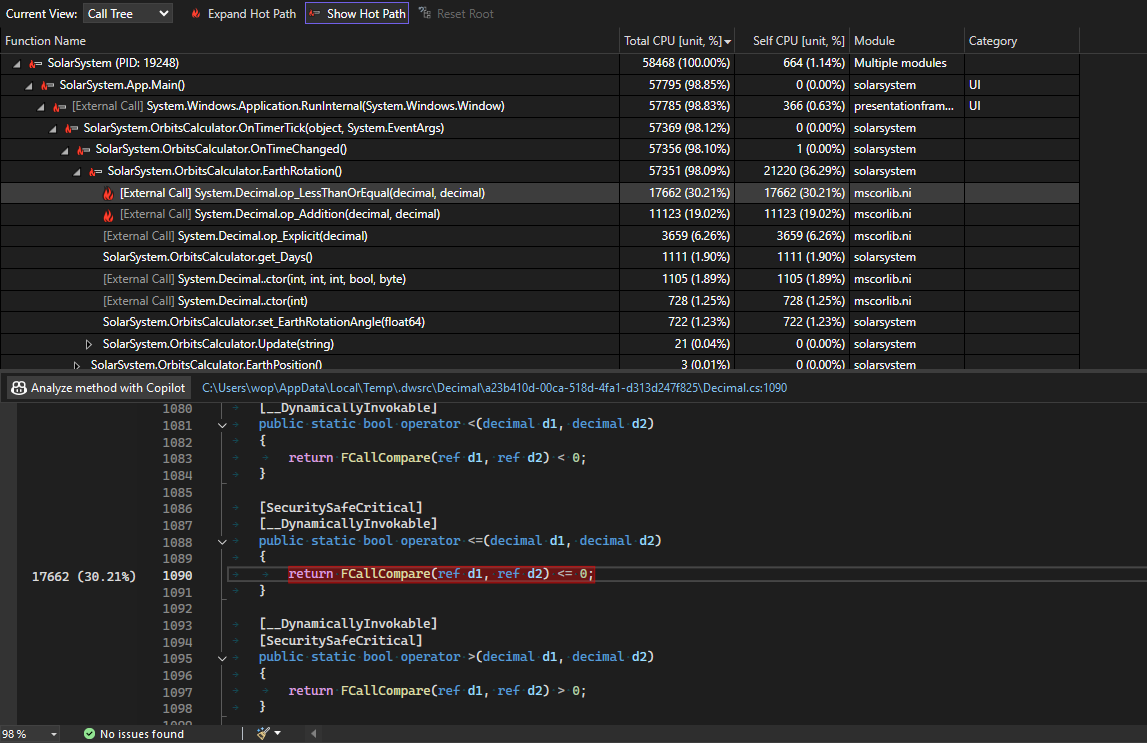 Current View: Call Tree Expand Hot Path Show Hot Path Reset Root
Function Name Total CPU [unit, %] Self CPU [unit, %] Module Category
SolarSystem (PID: 19248) 58468 (100.00%) 664 (1.14%) Multiple modules
SolarSystem.App.Main() 57795 (98.85%) 0 (0.00%) solarsystem UI
[External Call] System.Windows.Application.RunInternal(System.Windows.Window) 57785 (98.83%) 366 (0.63%) presentationfram... UI
SolarSystem.OrbitsCalculator.OnTimerTick(object, System.EventArgs) 57369 (98.12%) 0 (0.00%) solarsystem
SolarSystem.OrbitsCalculator.OnTimeChanged() 57356 (98.10%) 1 (0.00%) solarsystem
SolarSystem.OrbitsCalculator.EarthRotation() 57351 (98.09%) 21220 (36.29%) solarsystem
[External Call] System.Decimal.op_LessThanOrEqual(decimal, decimal) 17662 (30.21%) 17662 (30.21%) mscorlib.ni
[External Call] System.Decimal.op_Addition(decimal, decimal) 11123 (19.02%) 11123 (19.02%) mscorlib.ni
[External Call] System.Decimal.op_Explicit(decimal) 3659 (6.26%) 3659 (6.26%) mscorlib.ni
SolarSystem.OrbitsCalculator.get_Days() 1111 (1.90%) 1111 (1.90%) solarsystem
[External Call] System.Decimal..ctor(int, int, int, bool, byte) 1105 (1.89%) 1105 (1.89%) mscorlib.ni
[External Call] System.Decimal..ctor(int) 728 (1.25%) 728 (1.25%) mscorlib.ni
SolarSystem.OrbitsCalculator.set_EarthRotationAngle(float64) 722 (1.23%) 722 (1.23%) solarsystem
SolarSystem.OrbitsCalculator.Update(string) 21 (0.04%) 0 (0.00%) solarsystem
SolarSystem.OrbitsCalculator.EarthPosition() 3 (0.01%) 0 (0.00%) solarsystem
Analyze method with Copilot C:\Users\wop\AppData\Local\Temp\.dwsrc\Decimal\a23b410d-00ca-518d-4fa1-d313d247f825\Decimal.cs:1090
1080 [__DynamicallyInvokable]
1081 public static bool operator <(decimal d1, decimal d2)
1082 {
1083 return FCallCompare(ref d1, ref d2) < 0;
1084 }
1085
1086 [SecuritySafeCritical]
1087 [__DynamicallyInvokable]
1088 public static bool operator <=(decimal d1, decimal d2)
1089 {
17662 (30.21%) 1090 return FCallCompare(ref d1, ref d2) <= 0;
1091 }
1092
1093 [__DynamicallyInvokable]
1094 [SecuritySafeCritical]
1095 public static bool operator >(decimal d1, decimal d2)
1096 {
1097 return FCallCompare(ref d1, ref d2) > 0;
1098 }
1099
98 % No issues found